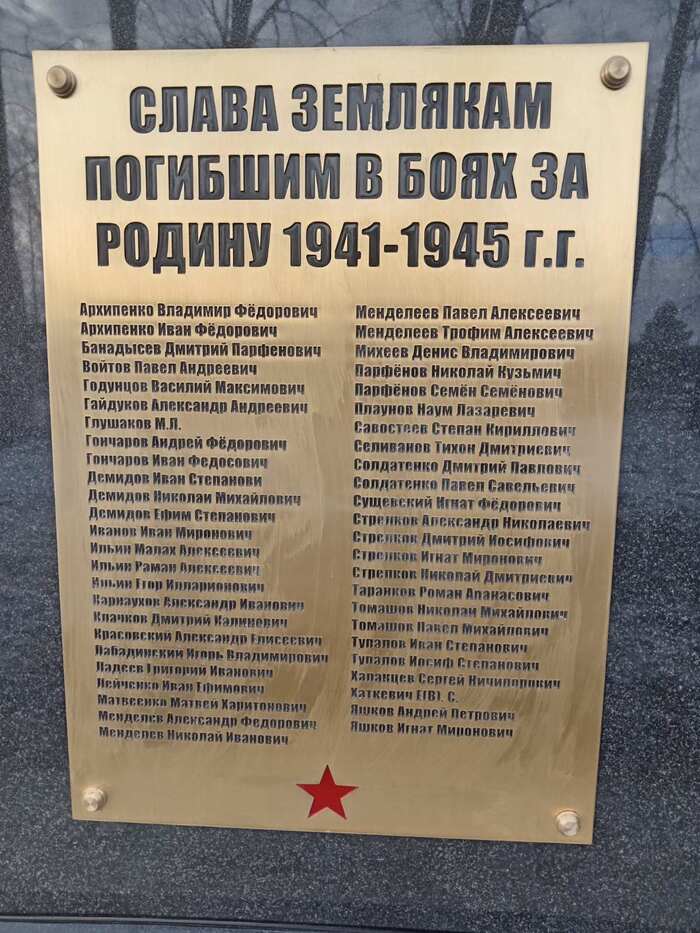 СЛАВА ЗЕМЛЯКАМ
ПОГИБШИМ В БОЯХ ЗА
РОДИНУ 1941-1945 г.г.
Архипенко Владимир Фёдорович
Архипенко Иван Фёдорович
Банадысев Дмитрий Парфенович
Войтов Павел Андреевич
Годунцов Василий Максимович
Гайдуков Александр Андреевич
Глушаков М.Л.
Гончаров Андрей Фёдорович
Гончаров Иван Федосович
Демидов Иван Степанови
Демидов Николай Михайлович
Демидов Ефим Степанович
Иванов Иван Миронович
Ильин Малах Алексеевич
Ильин Раман Алексеевич
Ильин Егор Илларионович
Карнаухов Александр Иванович
Клачков Дмитрий Калинович
Красовский Александр Елисеевич
Лабадинский Игорь Владимирович
Ладеев Григорий Иванович
Лейченко Иван Ефимович
Матвеенко Матвей Харитонович
Менделев Александр Федорович
Менделев Николай Иванович
Менделеев Павел Алексеевич
Менделеев Трофим Алексеевич
Михеев Денис Владимирович
Парфёнов Николай Кузьмич
Парфёнов Семён Семёнович
Плаунов Наум Лазаревич
Савостеев Степан Кириллович
Селиванов Тихон Дмитриевич
Солдатенко Дмитрий Павлович
Солдатенко Павел Савельевич
Сущевский Игнат Фёдорович
Стрелков Александр Николаевич
Стрелков Дмитрий Иосифович
Стрелков Игнат Миронович
Стрелков Николай Дмитриевич
Таранков Роман Апанасович
Томашов Николай Михайлович
Томашов Павел Михайлович
Тупалов Иван Степанович
Тупалов Иосиф Степанович
Халакцев Сергей Ничипорович
Хаткевич Е(В). С.
Яшков Андрей Петрович
Яшков Игнат Миронович